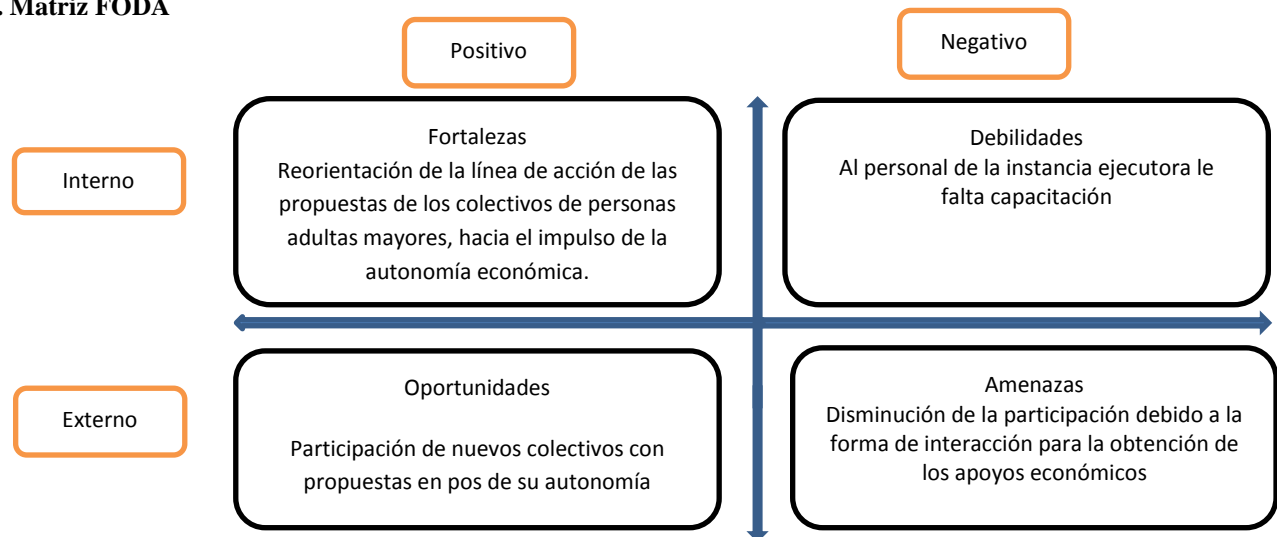 . Matriz FODA
Positivo
Negativo
Interno
Fortalezas
Reorientación de la línea de acción de las
propuestas de los colectivos de personas
adultas mayores, hacia el impulso de la
autonomía económica.
Debilidades
Al personal de la instancia ejecutora le
falta capacitación
Externo
Oportunidades
Participación de nuevos colectivos con
propuestas en pos de su autonomía
Amenazas
Disminución de la participación debido a la
forma de interacción para la obtención de
los apoyos económicos